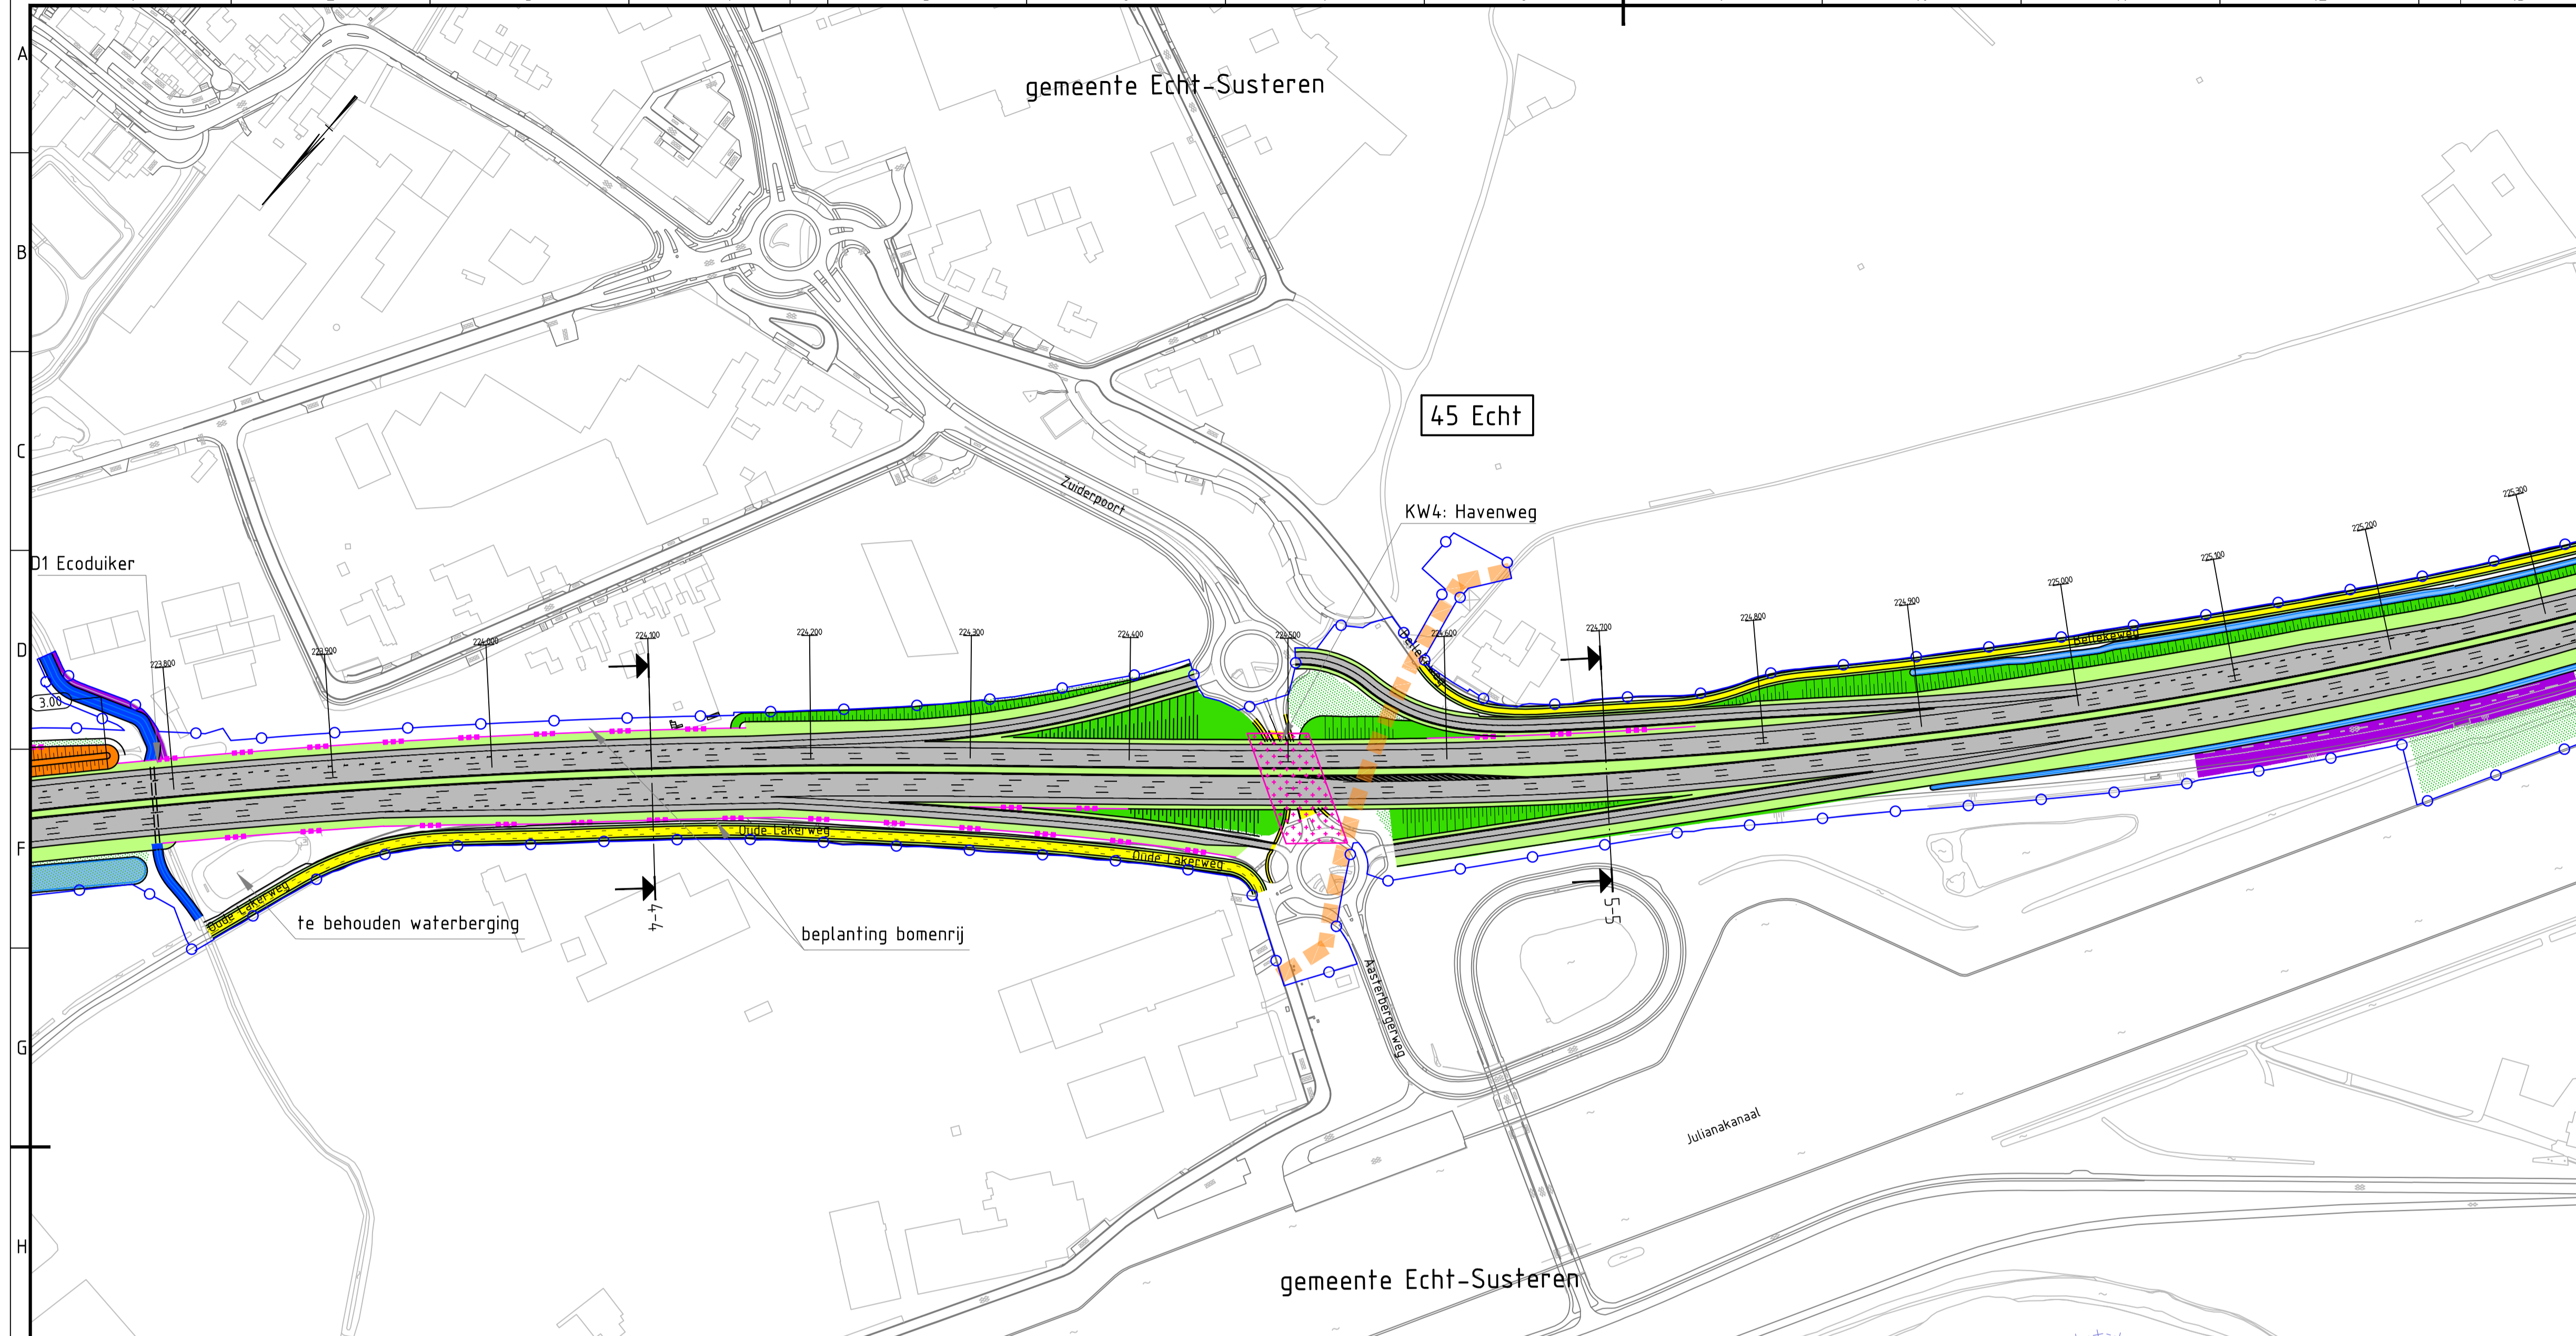 A
gemeente Echt-Susteren
B
45 Echt
C
Zuiderpoort
KW4: Havenweg
D1 Ecoduiker
D
3.00
223.800
223.900
224.000
224.100
224.200
224.300
224.400
224.500
224.600
224.700
224.800
224.900
225.000
225.100
225.200
225.300
F
Oude Lakerweg
Oude Lakerweg
Oude Lakerweg
te behouden waterberging
4-4
beplanting bomenrij
5-5
Aasterbergerweg
G
Julianakanaal
H
gemeente Echt-Susteren